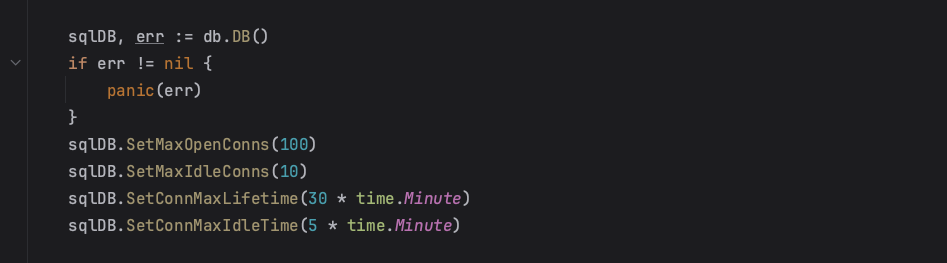 sqlDB, err := db.DB()
if err != nil {
    panic(err)
}
sqlDB.SetMaxOpenConns(100)
sqlDB.SetMaxIdleConns(10)
sqlDB.SetConnMaxLifetime(30 * time.Minute)
sqlDB.SetConnMaxIdleTime(5 * time.Minute)